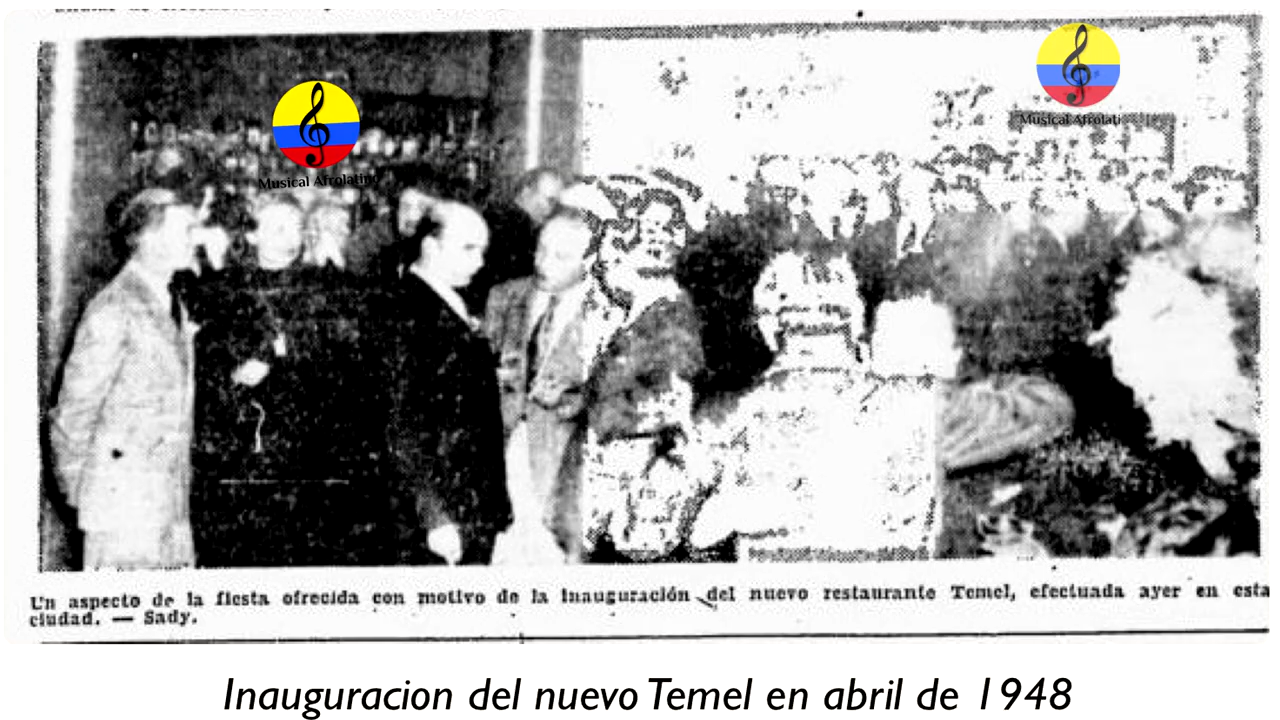 Musical Afrolatino
Musical Afrolati
Un aspecto de la fiesta ofrecida con motivo de la inauguración del nuevo restaurante Temel, efectuada ayer en esta
ciudad. — Sady.
Inauguracion del nuevo Temel en abril de 1948